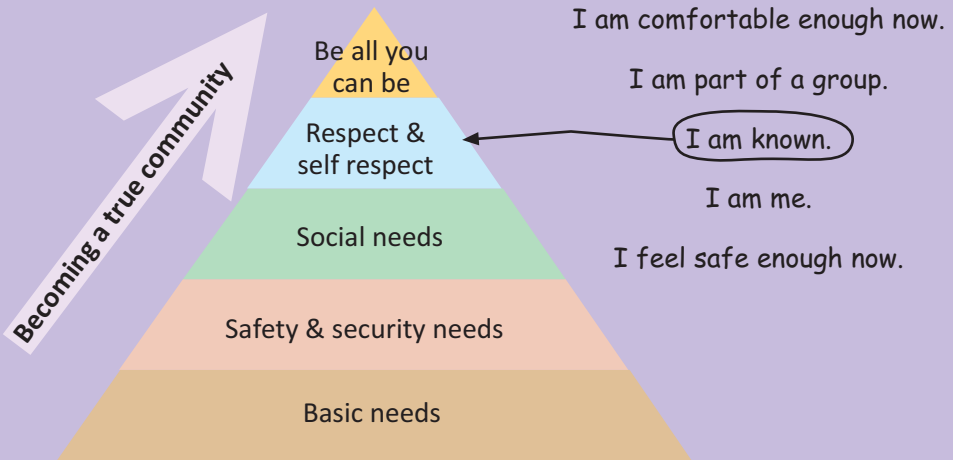 Becoming a true community
Be all you
can be
Respect &
self respect
Social needs
Safety & security needs
Basic needs
I am comfortable enough now.
I am part of a group.
I am known.
I am me.
I feel safe enough now.